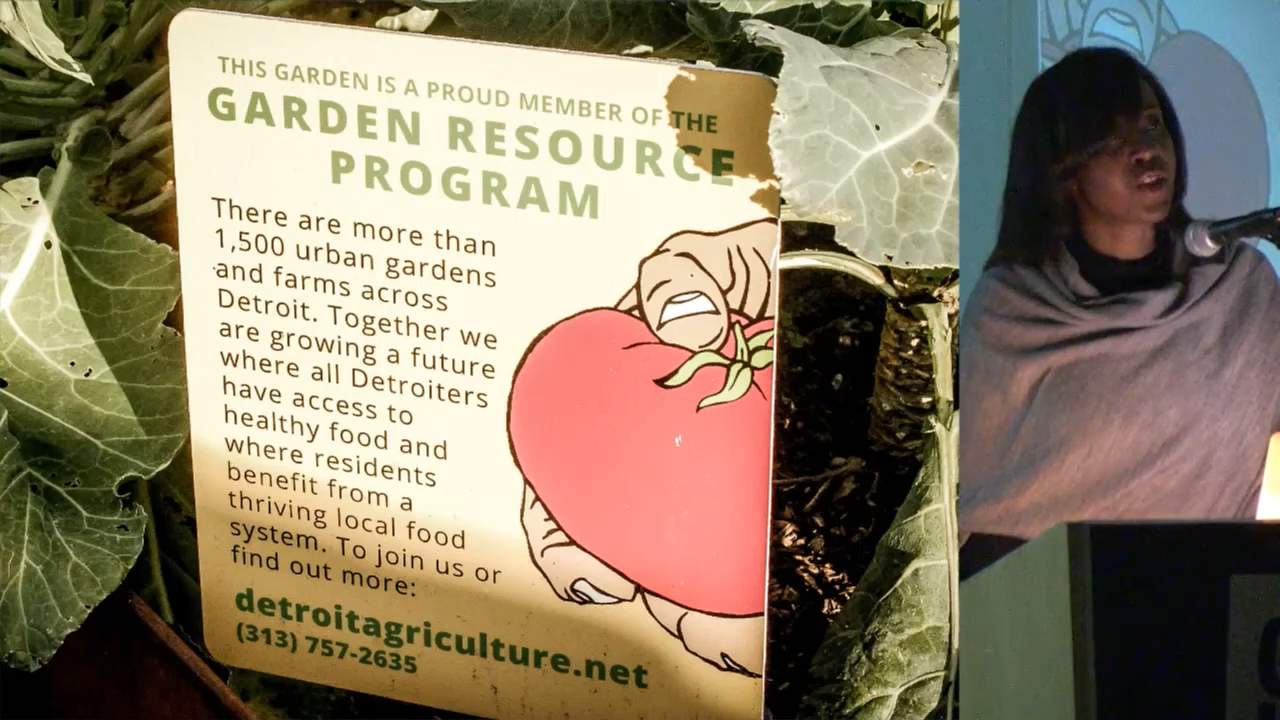 THIS GARDEN IS A PROUD MEMBER OF THE
GARDEN RESOURCE
PROGRAM
There are more than
1,500 urban gardens
and farms across
Detroit. Together we
are growing a future
where all Detroiters
have access to
healthy food and
where residents
benefit from a
thriving local food
system. To join us or
find out more:
detroitagriculture.net
(313) 757-2635